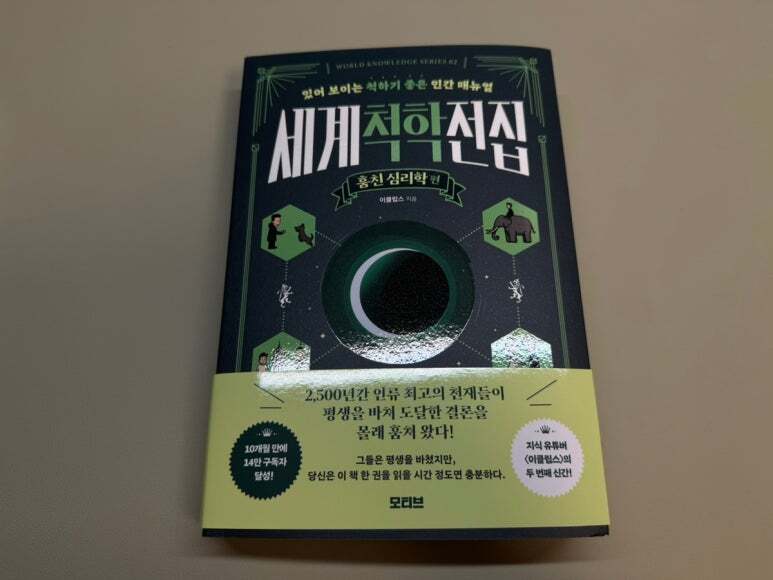 WORLD KNOWLEDGE SERIES 02
있어 보이는 척하기 좋은 인간 매뉴얼
세계척학전집
훔친 심리학 편
이클립스 지음
2,500년간 인류 최고의 천재들이
평생을 바쳐 도달한 결론을
몰래 훔쳐 왔다!
10개월 만에
14만 구독자
달성!
그들은 평생을 바쳤지만,
당신은 이 책 한 권을 읽을 시간 정도면 충분하다.
지식 유튜버
〈이클립스〉의
두 번째 신간!
모티브